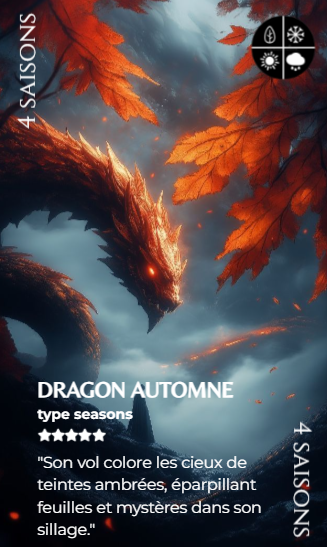 4 SAISONS
DRAGON AUTOMNE
type seasons
★★★★★
"Son vol colore les cieux de
teintes ambrées, éparpillant
feuilles et mystères dans son
sillage."
4 SAISONS